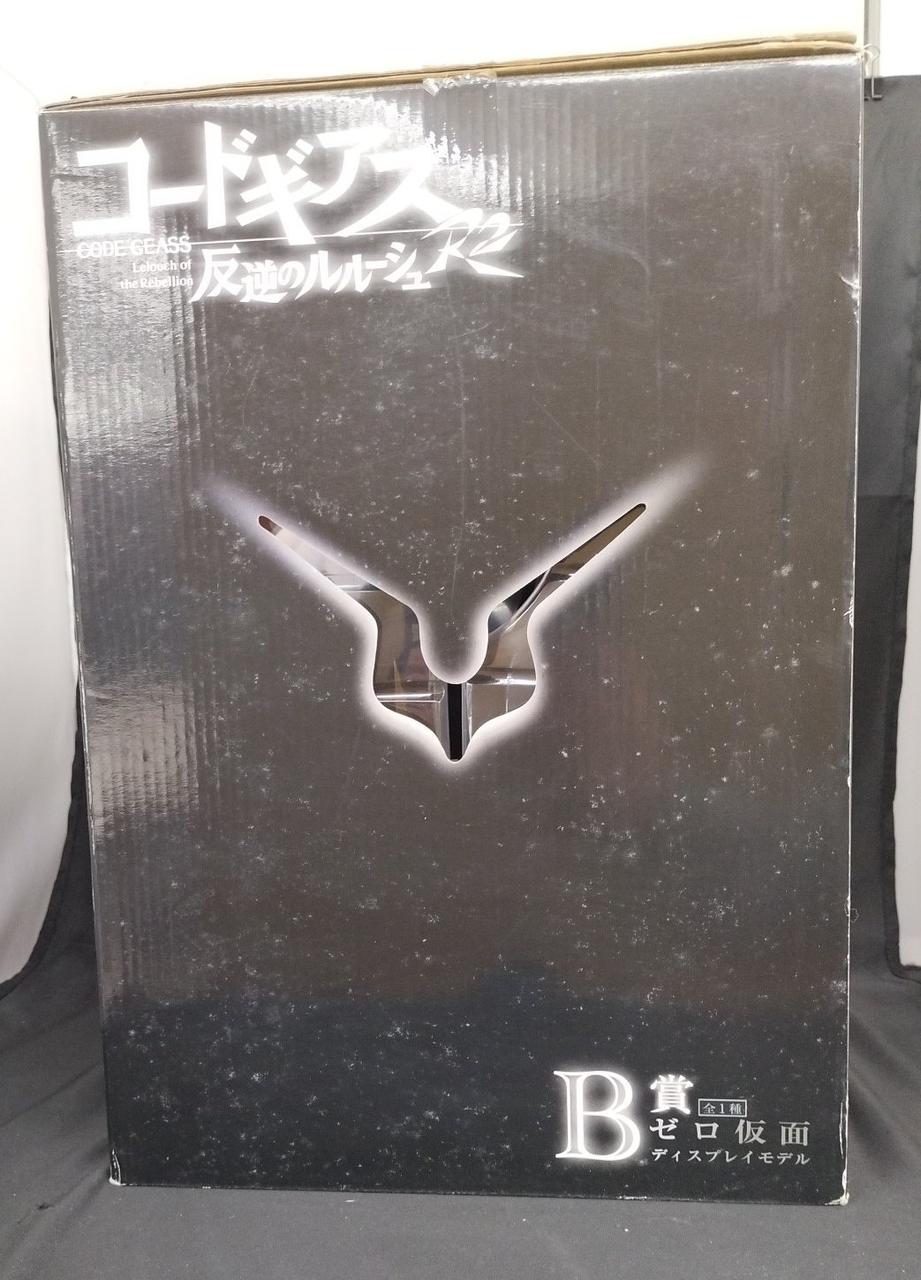 コードギアス
CODE GEASS
Lelouch of
the Rebellion
反逆のルルーシュ R2
B賞 全1種
ゼロ仮面
ディスプレイモデル